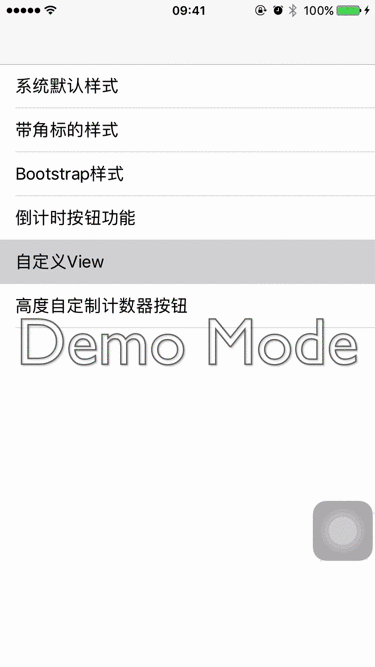 09:41
100%
系统默认样式
带角标的样式
Bootstrap样式
倒计时按钮功能
自定义View
高度自定制计数器按钮
Demo Mode